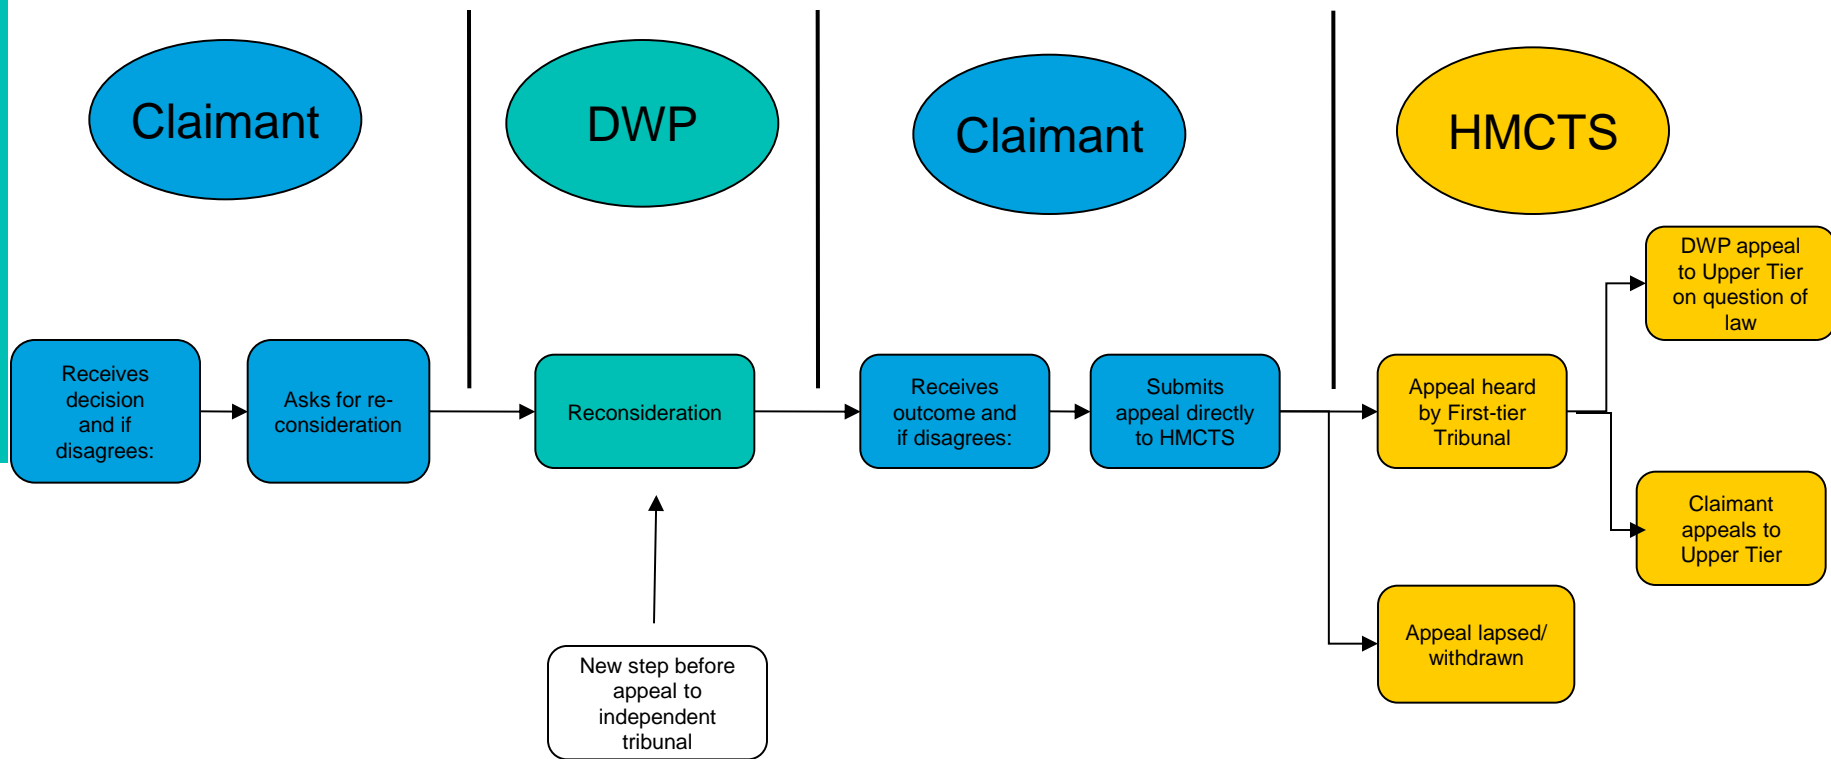 Claimant
DWP
Claimant
HMCTS
Receives
decision
and if
disagrees:
Asks for re-
consideration
Reconsideration
New step before
appeal to
independent
tribunal
Receives
outcome and
if disagrees:
Submits
appeal directly
to HMCTS
Appeal heard
by First-tier
Tribunal
Appeal lapsed/
withdrawn
DWP appeal
to Upper Tier
on question of
law
Claimant
appeals to
Upper Tier